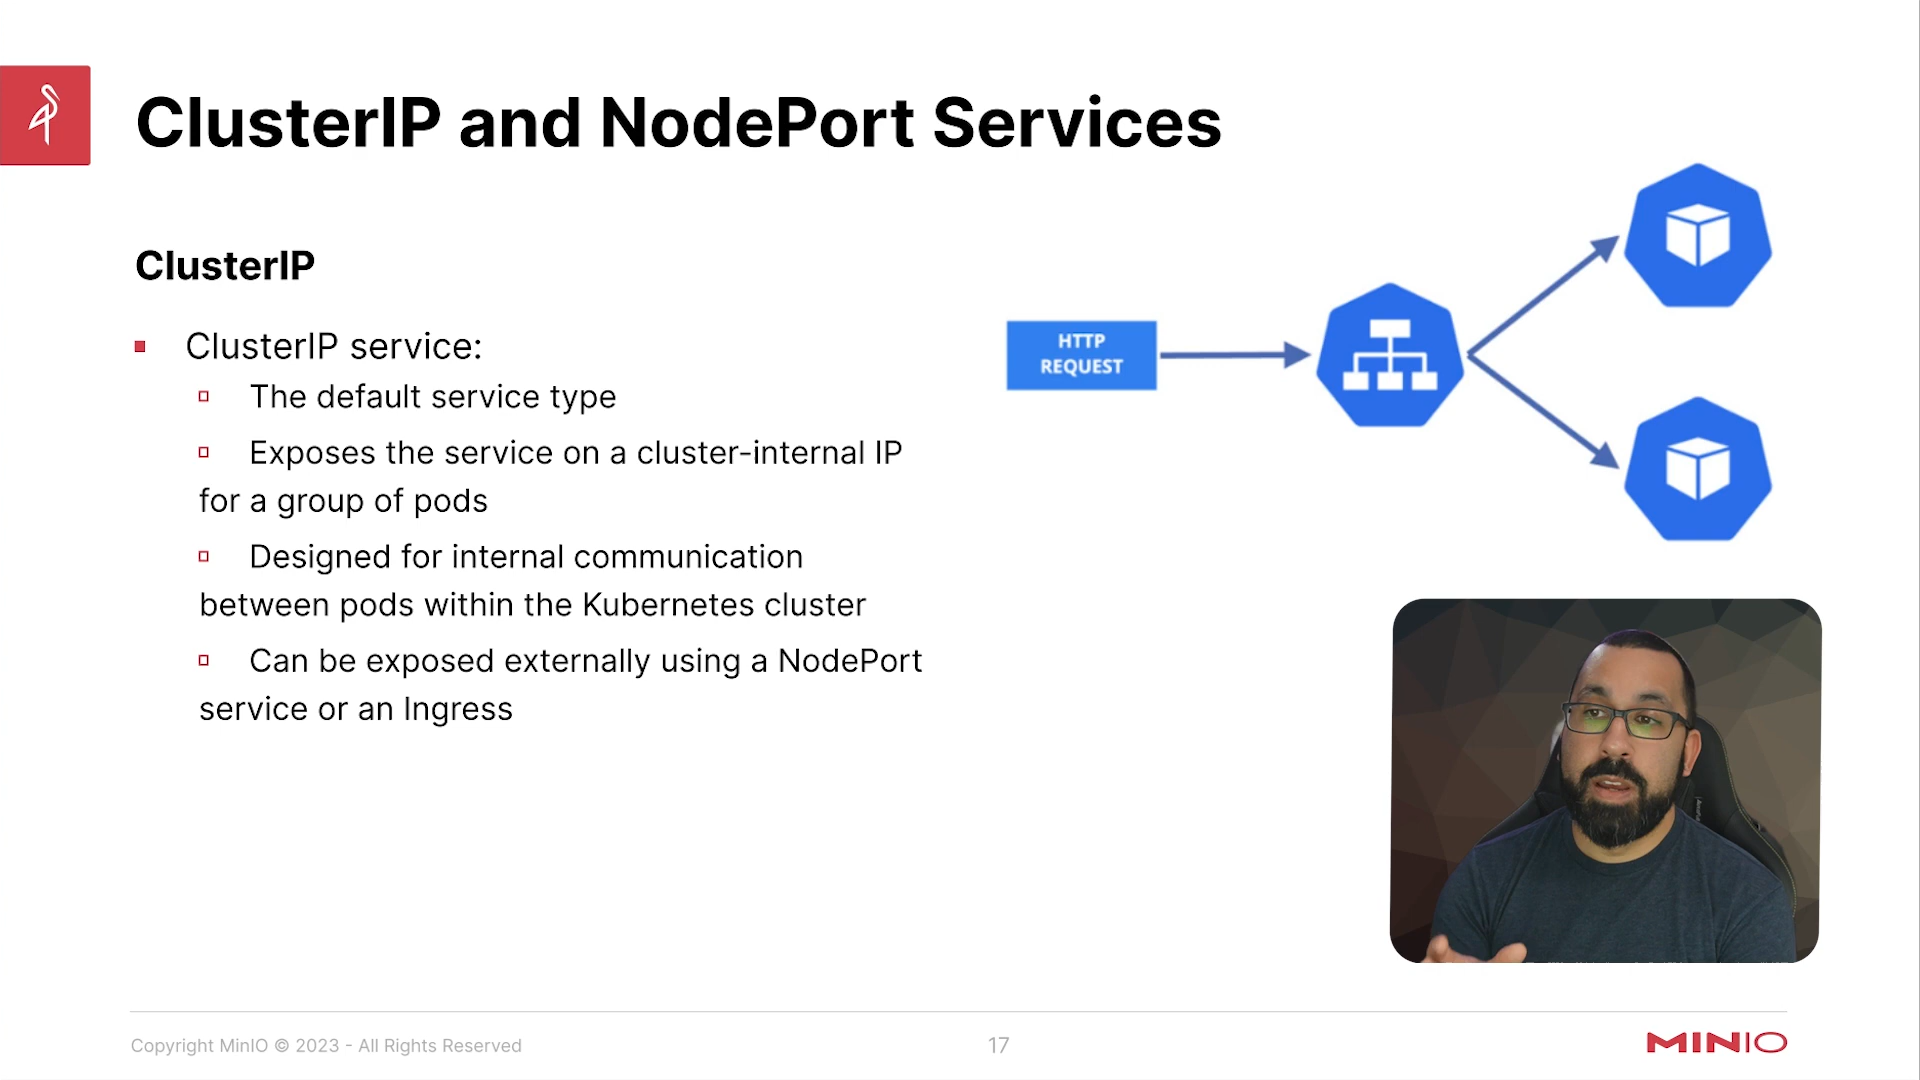 ClusterIP and NodePort Services
ClusterIP
ClusterIP service:
The default service type
Exposes the service on a cluster-internal IP
for a group of pods
Designed for internal communication
between pods within the Kubernetes cluster
Can be exposed externally using a NodePort
service or an Ingress
HTTP
REQUEST
Copyright MinIO © 2023 - All Rights Reserved
17
MINIO